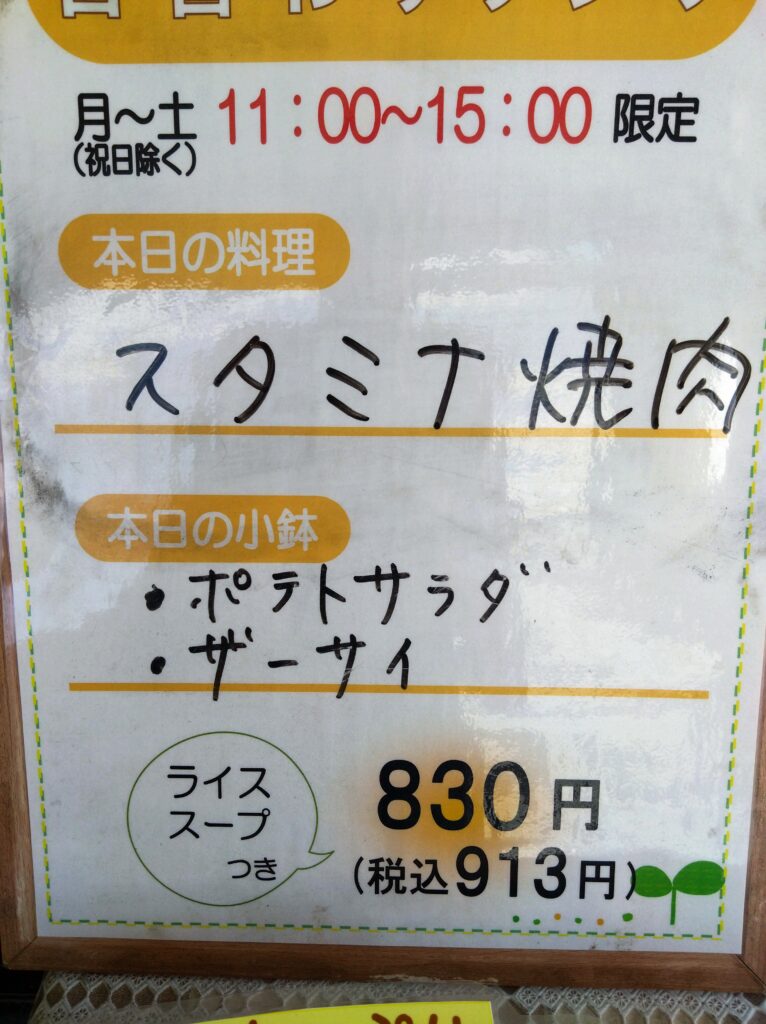 月～土 11：00～15：00 限定
(祝日除く)
本日の料理
スタミナ焼肉
本日の小鉢
・ポテトサラダ
・ザーサイ
ライス
スープ
つき
830円
(税込913円)